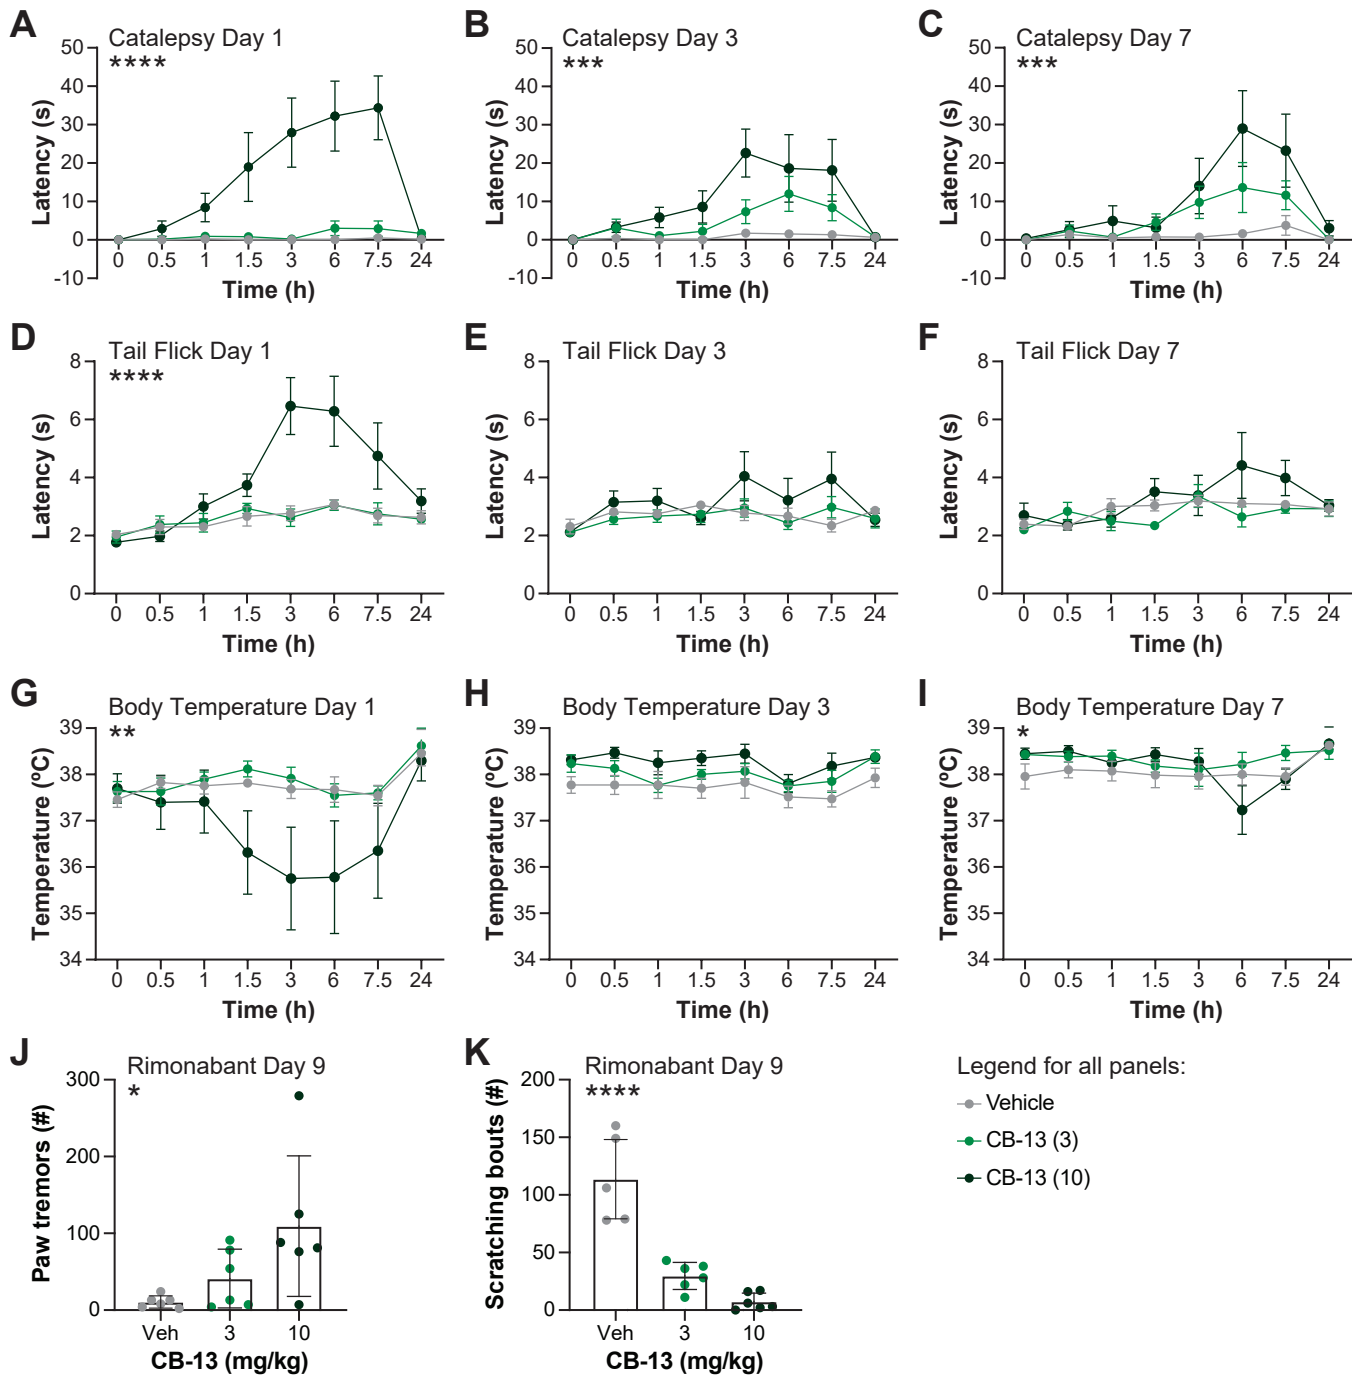 A
Catalepsy Day 1
****
Latency (s)
50
40
30
20
10
0
-10
0 0.5 1 1.5 3 6 7.5 24
Time (h)
B
Catalepsy Day 3
***
Latency (s)
50
40
30
20
10
0
-10
0 0.5 1 1.5 3 6 7.5 24
Time (h)
C
Catalepsy Day 7
***
Latency (s)
50
40
30
20
10
0
-10
0 0.5 1 1.5 3 6 7.5 24
Time (h)
D
Tail Flick Day 1
****
Latency (s)
8
6
4
2
0
0 0.5 1 1.5 3 6 7.5 24
Time (h)
E
Tail Flick Day 3
Latency (s)
8
6
4
2
0
0 0.5 1 1.5 3 6 7.5 24
Time (h)
F
Tail Flick Day 7
Latency (s)
8
6
4
2
0
0 0.5 1 1.5 3 6 7.5 24
Time (h)
G
Body Temperature Day 1
**
Temperature (ºC)
39
38
37
36
35
34
0 0.5 1 1.5 3 6 7.5 24
Time (h)
H
Body Temperature Day 3
Temperature (ºC)
39
38
37
36
35
34
0 0.5 1 1.5 3 6 7.5 24
Time (h)
I
Body Temperature Day 7
*
Temperature (ºC)
39
38
37
36
35
34
0 0.5 1 1.5 3 6 7.5 24
Time (h)
J
Rimonabant Day 9
*
Paw tremors (#)
300
200
100
0
Veh 3 10
CB-13 (mg/kg)
K
Rimonabant Day 9
****
Scratching bouts (#)
200
150
100
50
0
Veh 3 10
CB-13 (mg/kg)
Legend for all panels:
Vehicle
CB-13 (3)
CB-13 (10)